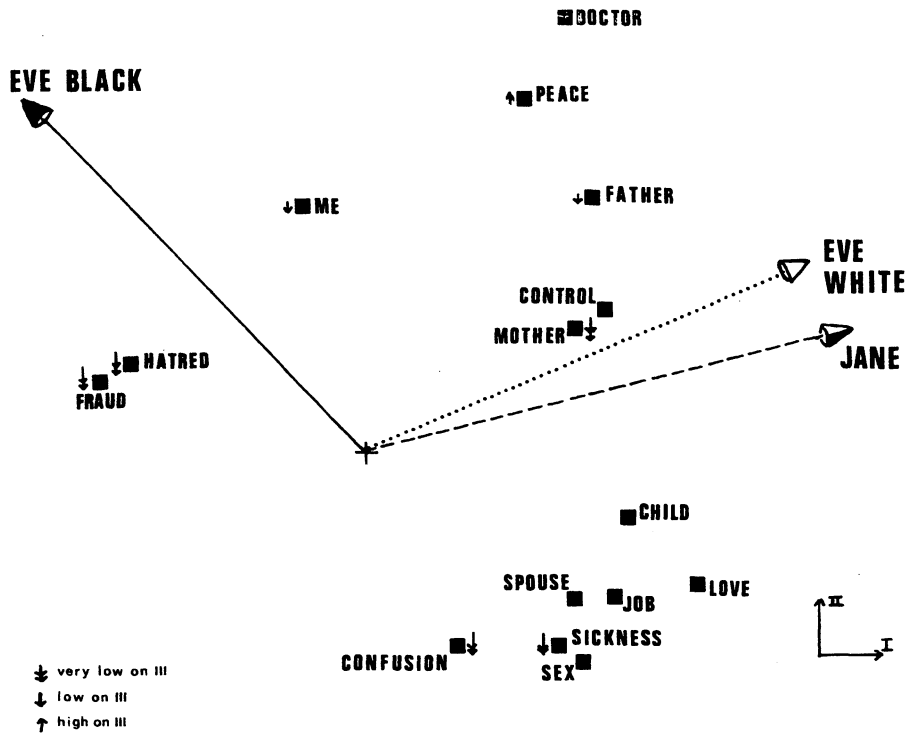 DOCTOR
EVE BLACK
PEACE
ME
FATHER
EVE
WHITE
CONTROL
MOTHER
JANE
HATRED
FRAUD
CHILD
SPOUSE
JOB
LOVE
II
I
SICKNESS
CONFUSION
SEX
very low on III
low on III
high on III